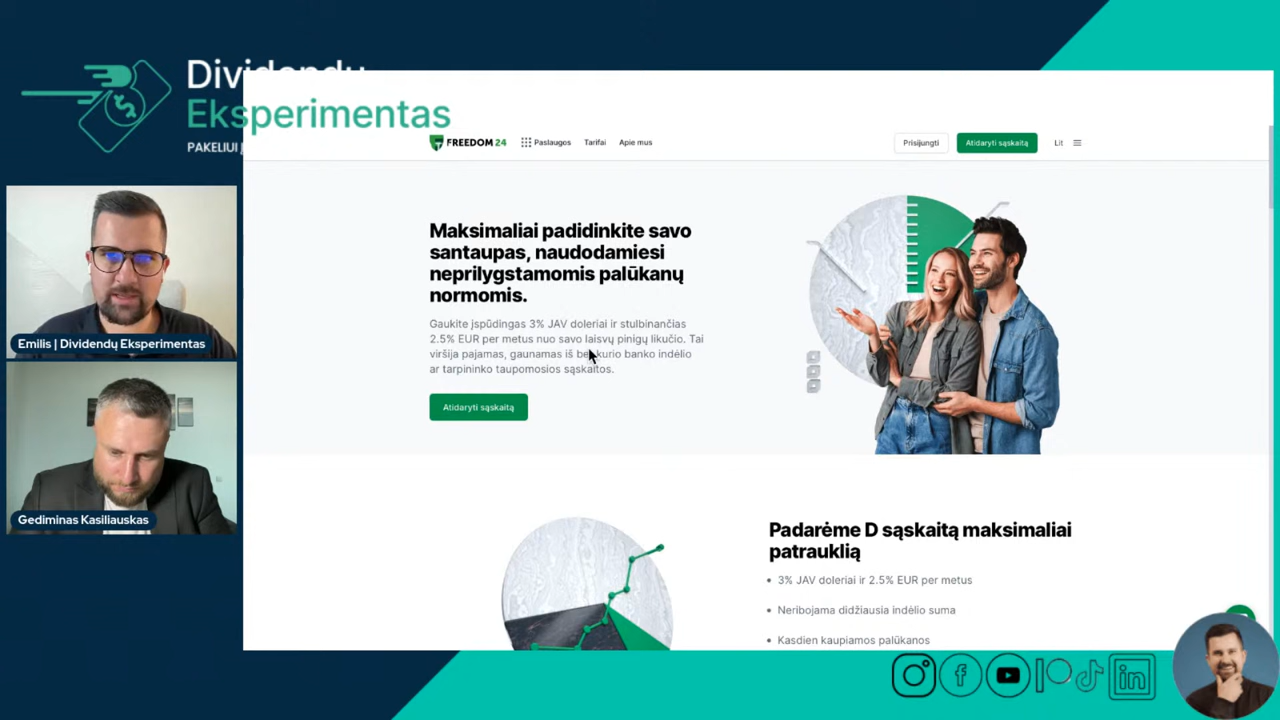 Dividendu
Eksperimentas
PAKELIUI Į
FREEDOM 24
Paslaugos
Tarifai
Apie mus
Prisijungti
Atidaryti sąskaitą
Lit
Maksimaliai padidinkite savo
santaupas, naudodamiesi
neprilygstamomis palūkanų
normomis.
Gaukite įspūdingas 3% JAV doleriai ir stulbinančias
2.5% EUR per metus nuo savo laisvų pinigų likučio. Tai
viršija pajamas, gaunamas iš bet kurio banko indėlio
ar tarpininko taupomosios sąskaitos.
Atidaryti sąskaitą
Emilis | Dividendų Eksperimentas
Gediminas Kasiliauskas
Padarėme D sąskaitą maksimaliai
patrauklią
• 3% JAV doleriai ir 2.5% EUR per metus
• Neribojama didžiausia indėlio suma
• Kasdien kaupiamos palūkanos